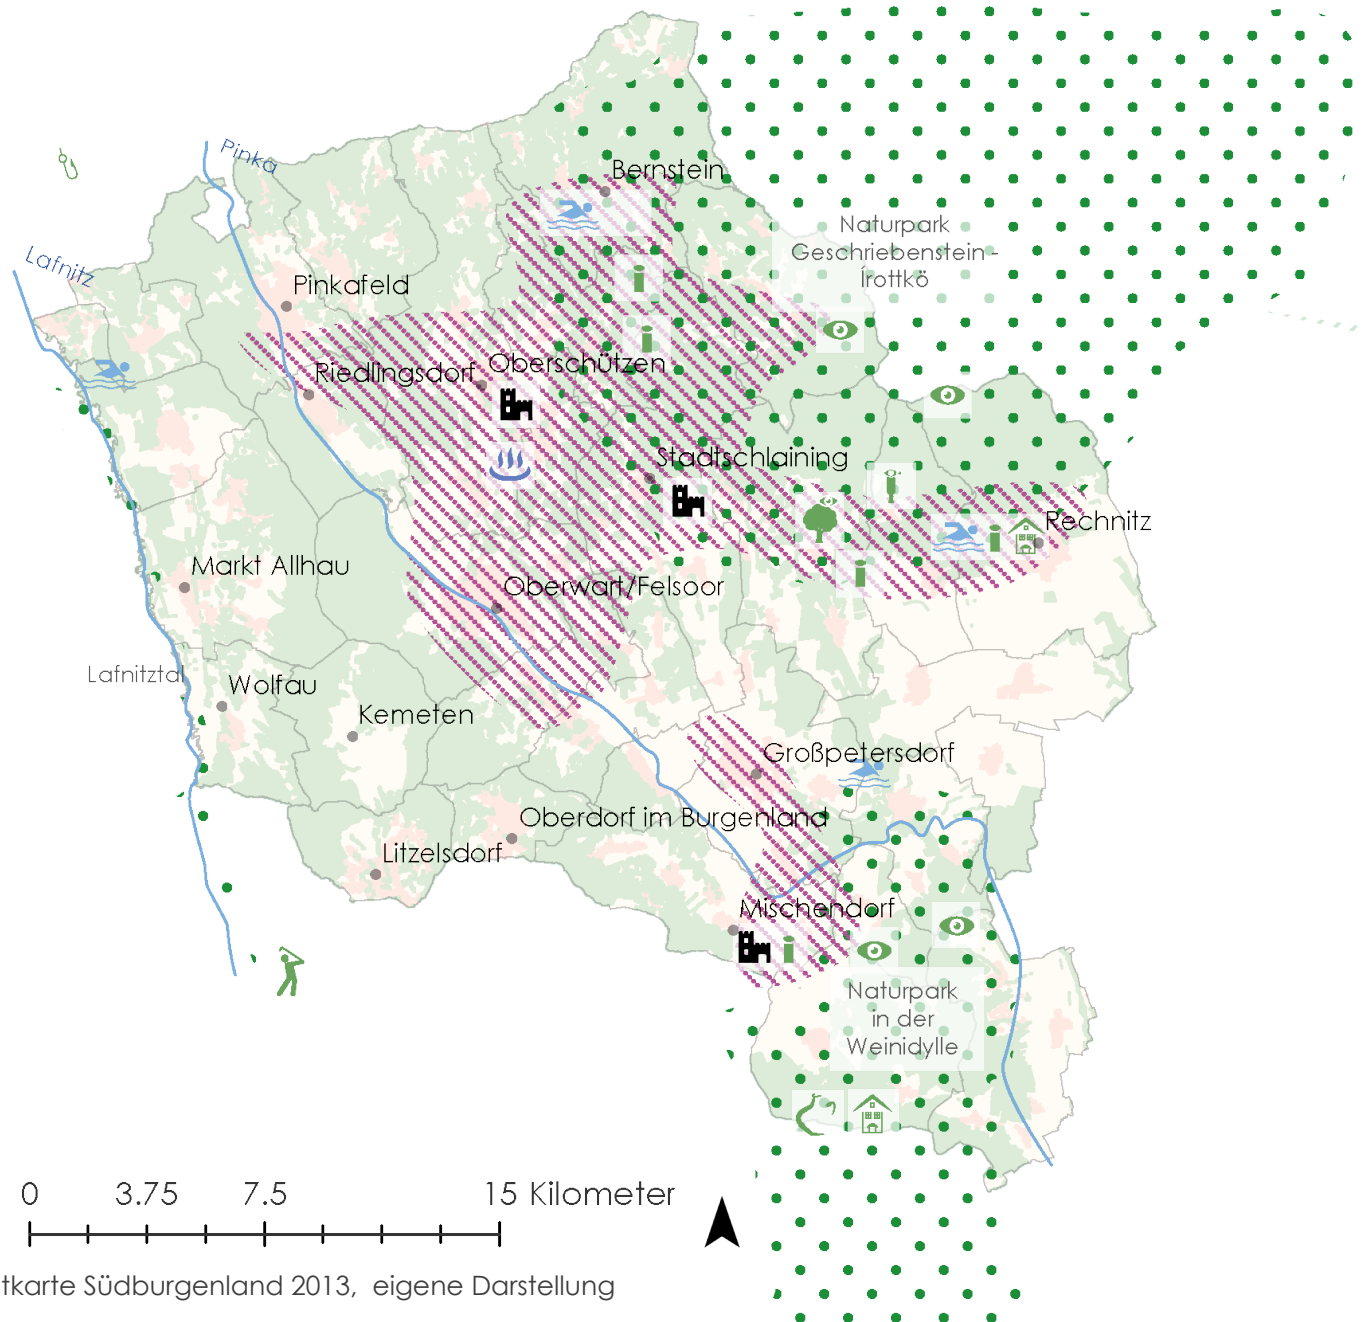 Pinka
Bernstein
Naturpark
Geschriebenstein -
Írottkö
Lafnitz
Pinkafeld
Riedlingsdorf
Oberschützen
Stadtschlaining
Rechnitz
Markt Allhau
Oberwart/Felsoor
Lafnitztal
Wolfau
Kemeten
Großpetersdorf
Oberdorf im Burgenland
Litzelsdorf
Mischendorf
Naturpark
in der
Weinidylle
0 3.75 7.5 15 Kilometer
tkarte Südburgenland 2013, eigene Darstellung